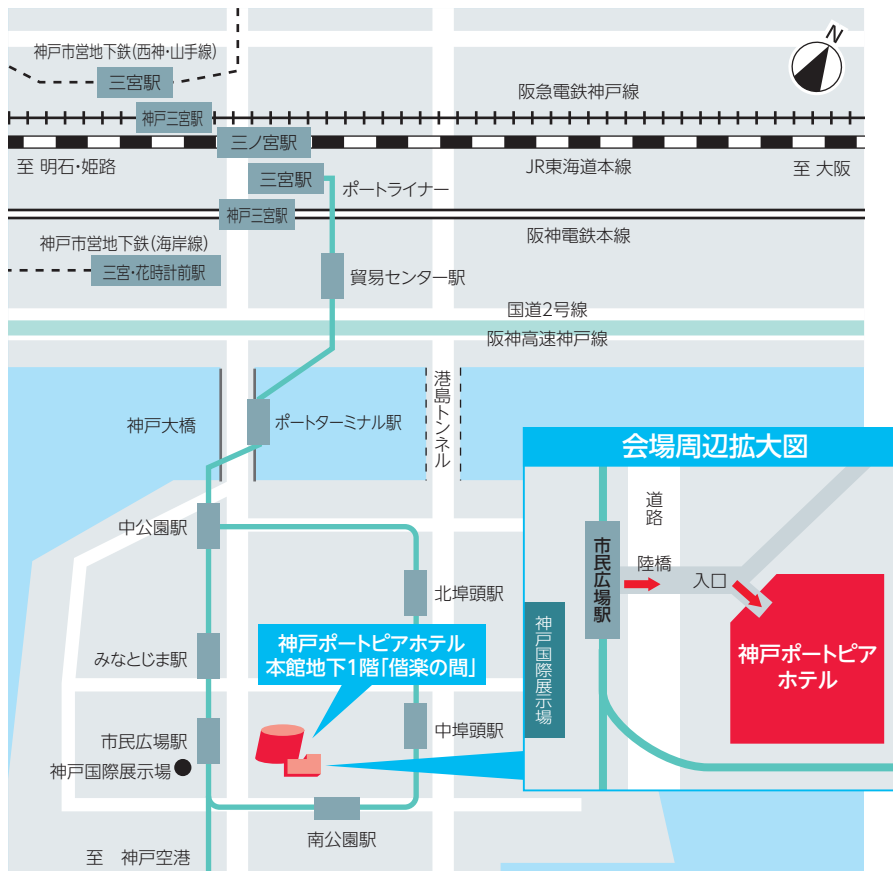 N
神戸市営地下鉄(西神・山手線)
三宮駅
阪急電鉄神戸線
神戸三宮駅
三ノ宮駅
至 明石・姫路
JR東海道本線
至 大阪
三宮駅
ポートライナー
神戸三宮駅
阪神電鉄本線
神戸市営地下鉄(海岸線)
三宮・花時計前駅
貿易センター駅
国道2号線
阪神高速神戸線
神戸大橋
ポートターミナル駅
港島トンネル
中公園駅
北埠頭駅
神戸ポートピアホテル
本館地下1階「偕楽の間」
みなとじま駅
市民広場駅
中埠頭駅
神戸国際展示場
南公園駅
至 神戸空港
会場周辺拡大図
道路
市民広場駅
陸橋
入口
神戸国際展示場
神戸ポートピア
ホテル